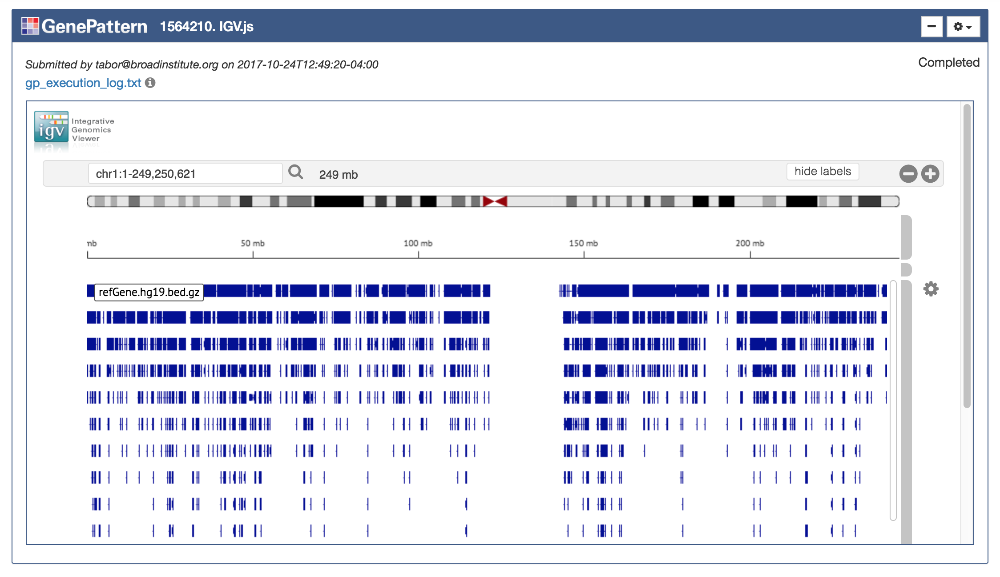 GenePattern 1564210. IGV.js
Submitted by tabor@broadinstitute.org on 2017-10-24T12:49:20-04:00
Completed
gp_execution_log.txt
igv
Integrative
Genomics
Viewer
chr1:1-249,250,621
249 mb
hide labels
mb 50 mb 100 mb 150 mb 200 mb
refGene.hg19.bed.gz